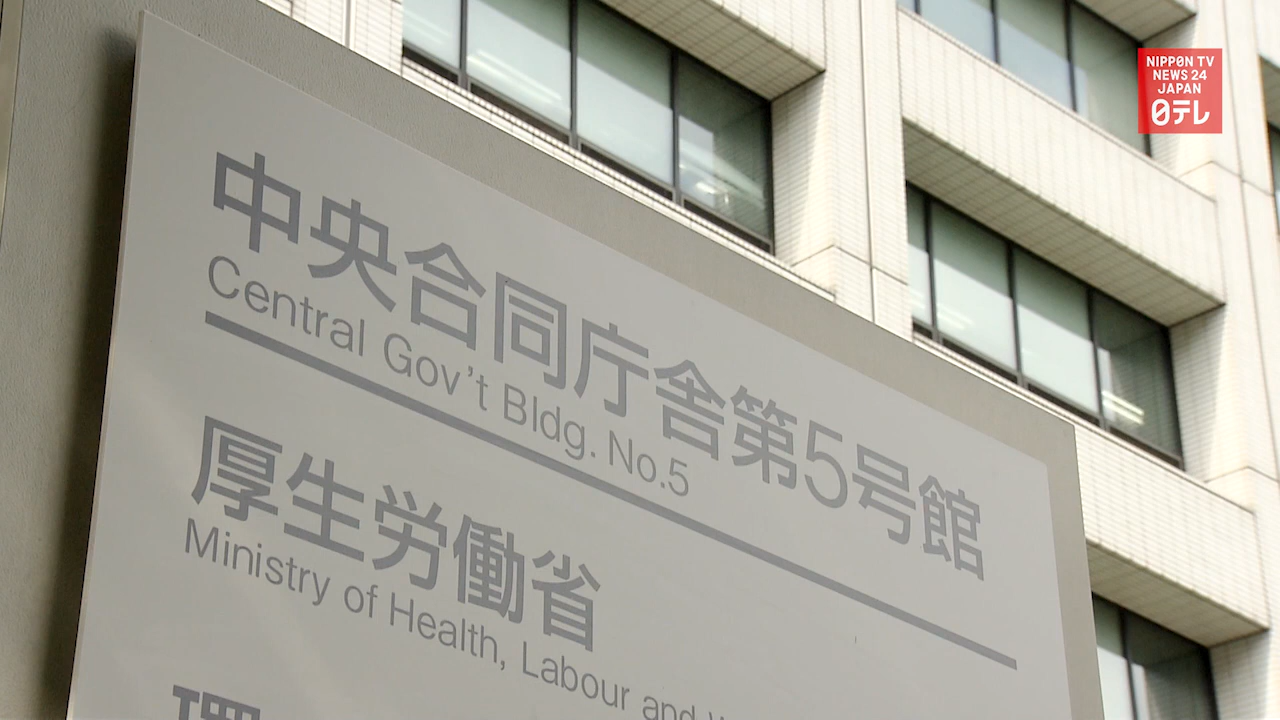 NIPPON TV
NEWS 24
JAPAN
日テレ
中央合同庁舎第5号館
Central Gov't Bldg. No.5
厚生労働省
Ministry of Health, Labour and
環